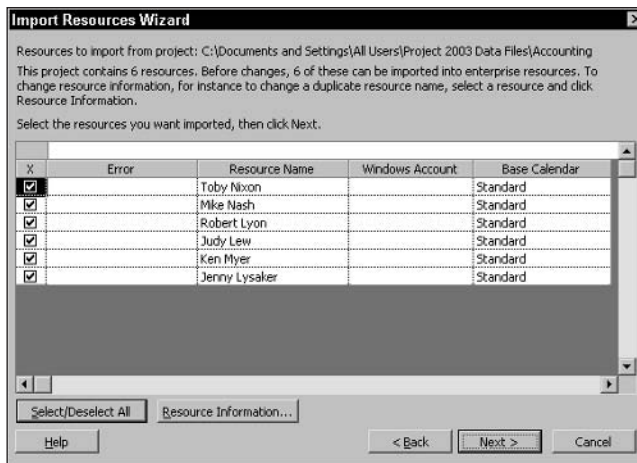 Import Resources Wizard
Resources to import from project: C:\Documents and Settings\All Users\Project 2003 Data Files\Accounting
This project contains 6 resources. Before changes, 6 of these can be imported into enterprise resources. To
change resource information, for instance to change a duplicate resource name, select a resource and click
Resource Information.
Select the resources you want imported, then click Next.
X Error Resource Name Windows Account Base Calendar
Toby Nixon Standard
Mike Nash Standard
Robert Lyon Standard
Judy Lew Standard
Ken Myer Standard
Jenny Lysaker Standard
Select/Deselect All Resource Information...
Help < Back Next > Cancel